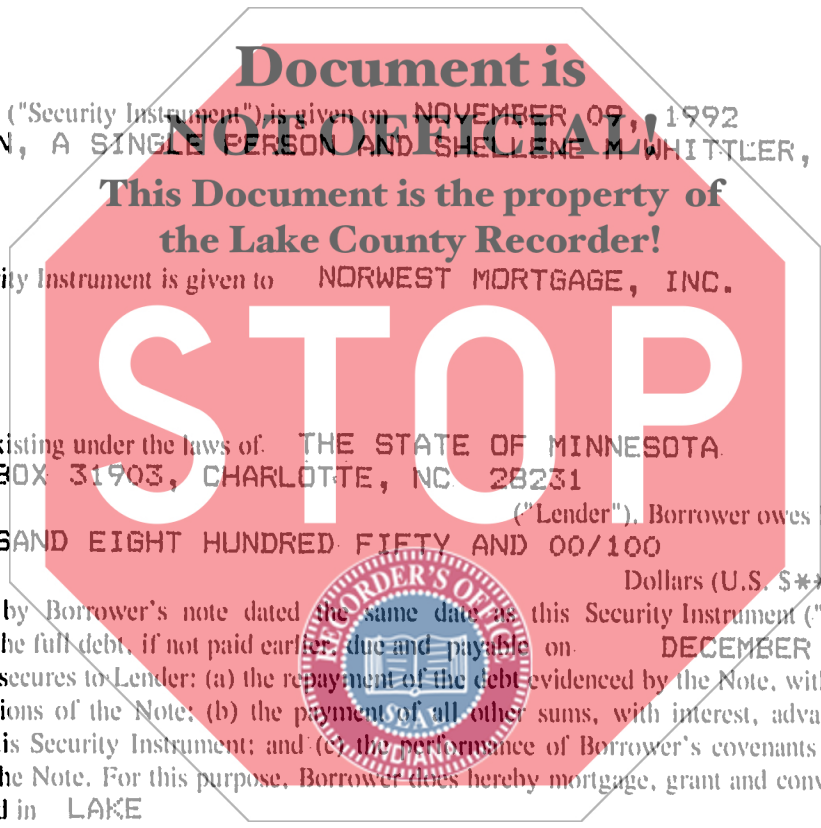 Document is
("Security Instrument") is given on NOVEMBER 09, 1992
NOT OFFICIAL!
N, A SINGLE PERSON AND SHELLENE M WHITTLER,
This Document is the property of
the Lake County Recorder!
ity Instrument is given to NORWEST MORTGAGE, INC.
STOP
isting under the laws of THE STATE OF MINNESOTA
BOX 31903, CHARLOTTE, NC 28231
("Lender"). Borrower owes
SAND EIGHT HUNDRED FIFTY AND 00/100
Dollars (U.S. $**
by Borrower's note dated the same date as this Security Instrument ("
he full debt, if not paid earlier, due and payable on DECEMBER
secures to Lender: (a) the repayment of the debt evidenced by the Note, with
ions of the Note; (b) the payment of all other sums, with interest, adva
is Security Instrument; and (c) the performance of Borrower's covenants
he Note. For this purpose, Borrower does hereby mortgage, grant and conv
d in LAKE
RECORDER'S OFFICE
SEAL
INDIANA